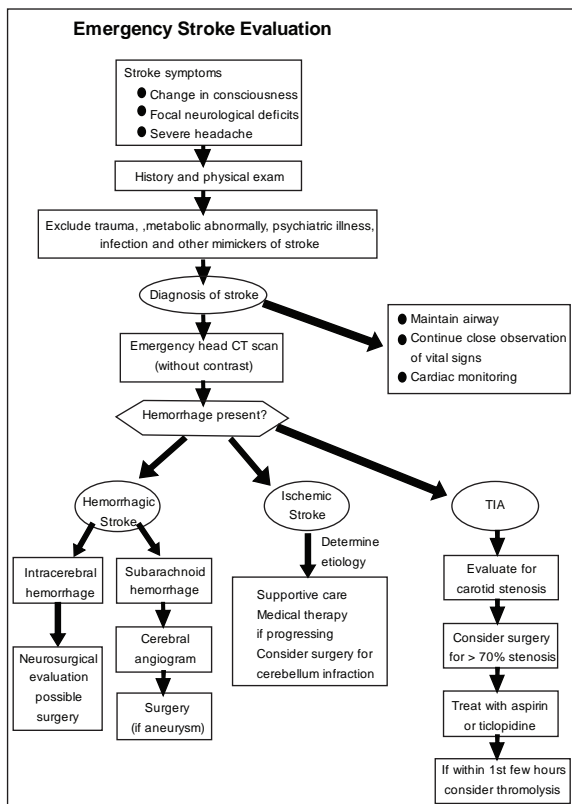 Emergency Stroke Evaluation
Stroke symptoms
● Change in consciousness
● Focal neurological deficits
● Severe headache
History and physical exam
Exclude trauma, ,metabolic abnormally, psychiatric illness,
infection and other mimickers of stroke
Diagnosis of stroke
● Maintain airway
● Continue close observation
of vital signs
● Cardiac monitoring
Emergency head CT scan
(without contrast)
Hemorrhage present?
Hemorrhagic
Stroke
Ischemic
Stroke
TIA
Determine
etiology
Intracerebral
hemorrhage
Subarachnoid
hemorrhage
Supportive care
Medical therapy
if progressing
Consider surgery for
cerebellum infraction
Evaluate for
carotid stenosis
Neurosurgical
evaluation
possible
surgery
Cerebral
angiogram
Surgery
(if aneurysm)
Consider surgery
for > 70% stenosis
Treat with aspirin
or ticlopidine
If within 1st few hours
consider thromolysis